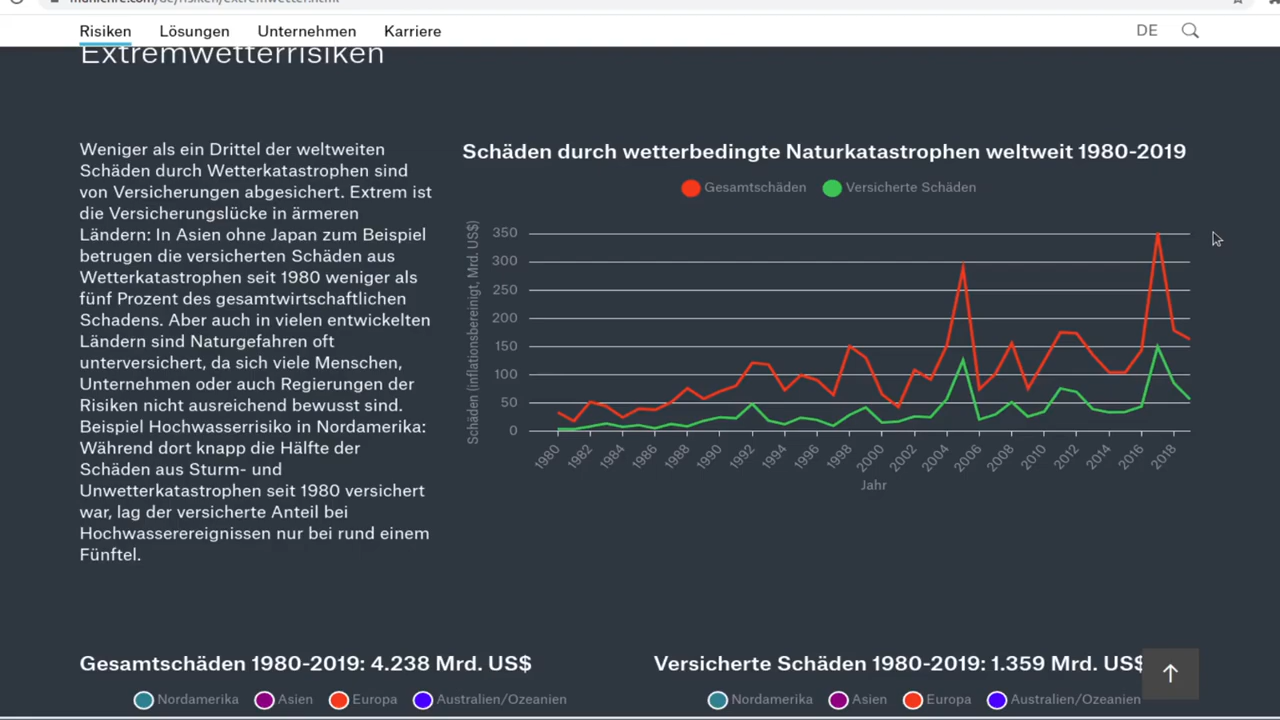 Risiken Lösungen Unternehmen Karriere DE
Extremwetterrisiken
Weniger als ein Drittel der weltweiten
Schäden durch Wetterkatastrophen sind
von Versicherungen abgesichert. Extrem ist
die Versicherungslücke in ärmeren
Ländern: In Asien ohne Japan zum Beispiel
betrugen die versicherten Schäden aus
Wetterkatastrophen seit 1980 weniger als
fünf Prozent des gesamtwirtschaftlichen
Schadens. Aber auch in vielen entwickelten
Ländern sind Naturgefahren oft
unterversichert, da sich viele Menschen,
Unternehmen oder auch Regierungen der
Risiken nicht ausreichend bewusst sind.
Beispiel Hochwasserrisiko in Nordamerika:
Während dort knapp die Hälfte der
Schäden aus Sturm- und
Unwetterkatastrophen seit 1980 versichert
war, lag der versicherte Anteil bei
Hochwasserereignissen nur bei rund einem
Fünftel.
Schäden durch wetterbedingte Naturkatastrophen weltweit 1980-2019
Gesamtschäden Versicherte Schäden
Schäden (inflationsbereinigt, Mrd. US$)
350
300
250
200
150
100
50
0
1980 1982 1984 1986 1988 1990 1992 1994 1996 1998 2000 2002 2004 2006 2008 2010 2012 2014 2016 2018
Jahr
Gesamtschäden 1980-2019: 4.238 Mrd. US$
Nordamerika Asien Europa Australien/Ozeanien
Versicherte Schäden 1980-2019: 1.359 Mrd. US$
Nordamerika Asien Europa Australien/Ozeanien